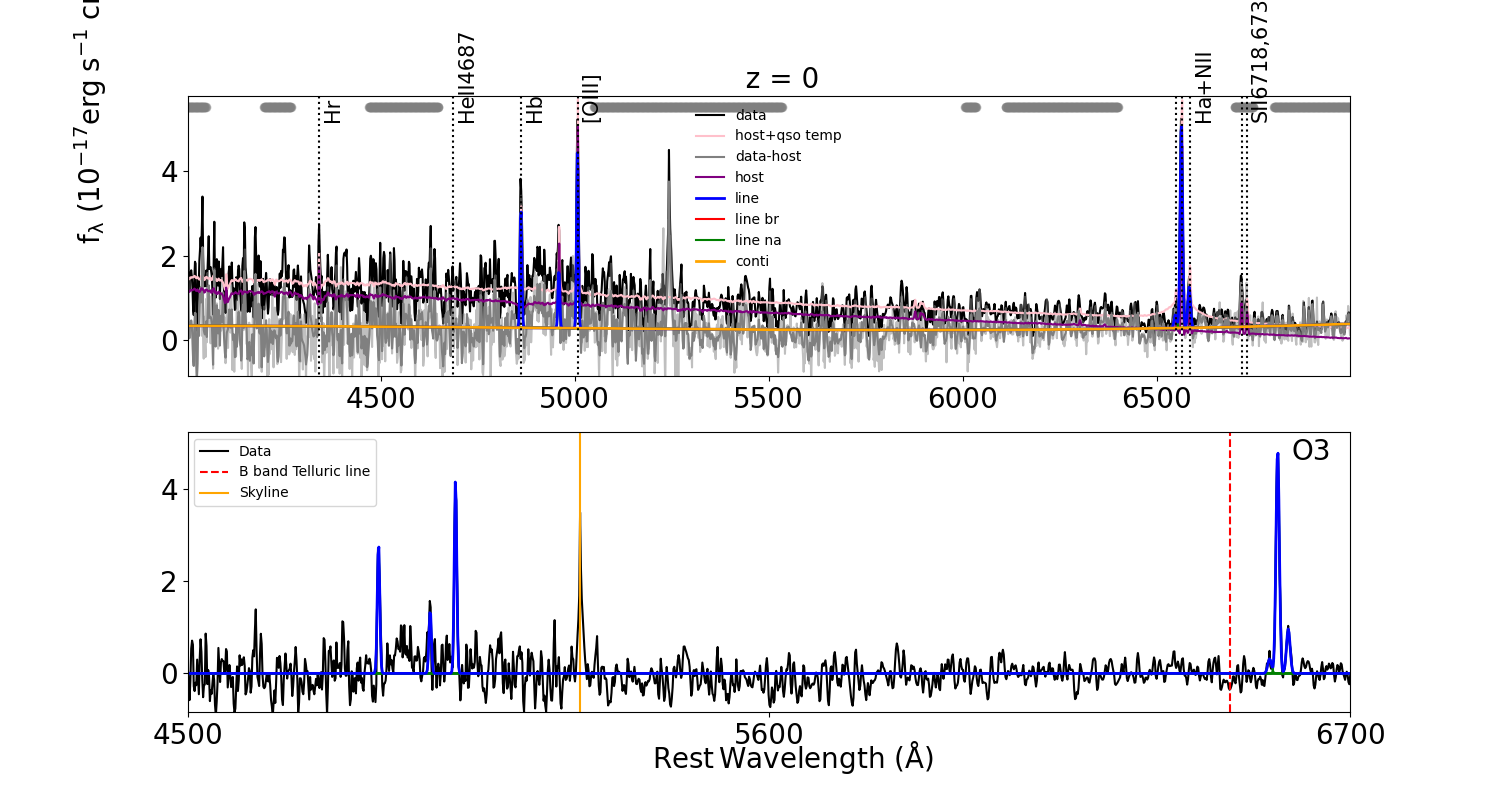 z = 0
f_λ (10^−17 erg s^−1
Hr
HeII4687
Hb
[OIII]
Ha+NII
SII6718,673
data
host+qso temp
data-host
host
line
line br
line na
conti
4
2
0
4500
5000
5500
6000
6500
Data
B band Telluric line
Skyline
O3
4
2
0
4500
5600
6700
Rest Wavelength (Å)